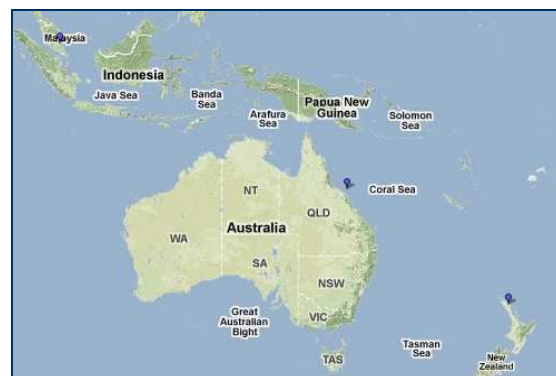 Malaysia
Indonesia
Java Sea
Banda
Sea
Arafura
Sea
Papua New
Guinea
Solomon
Sea
Coral Sea
NT
QLD
WA
Australia
SA
NSW
VIC
Great
Australian
Bight
TAS
Tasman
Sea
New
Zealand